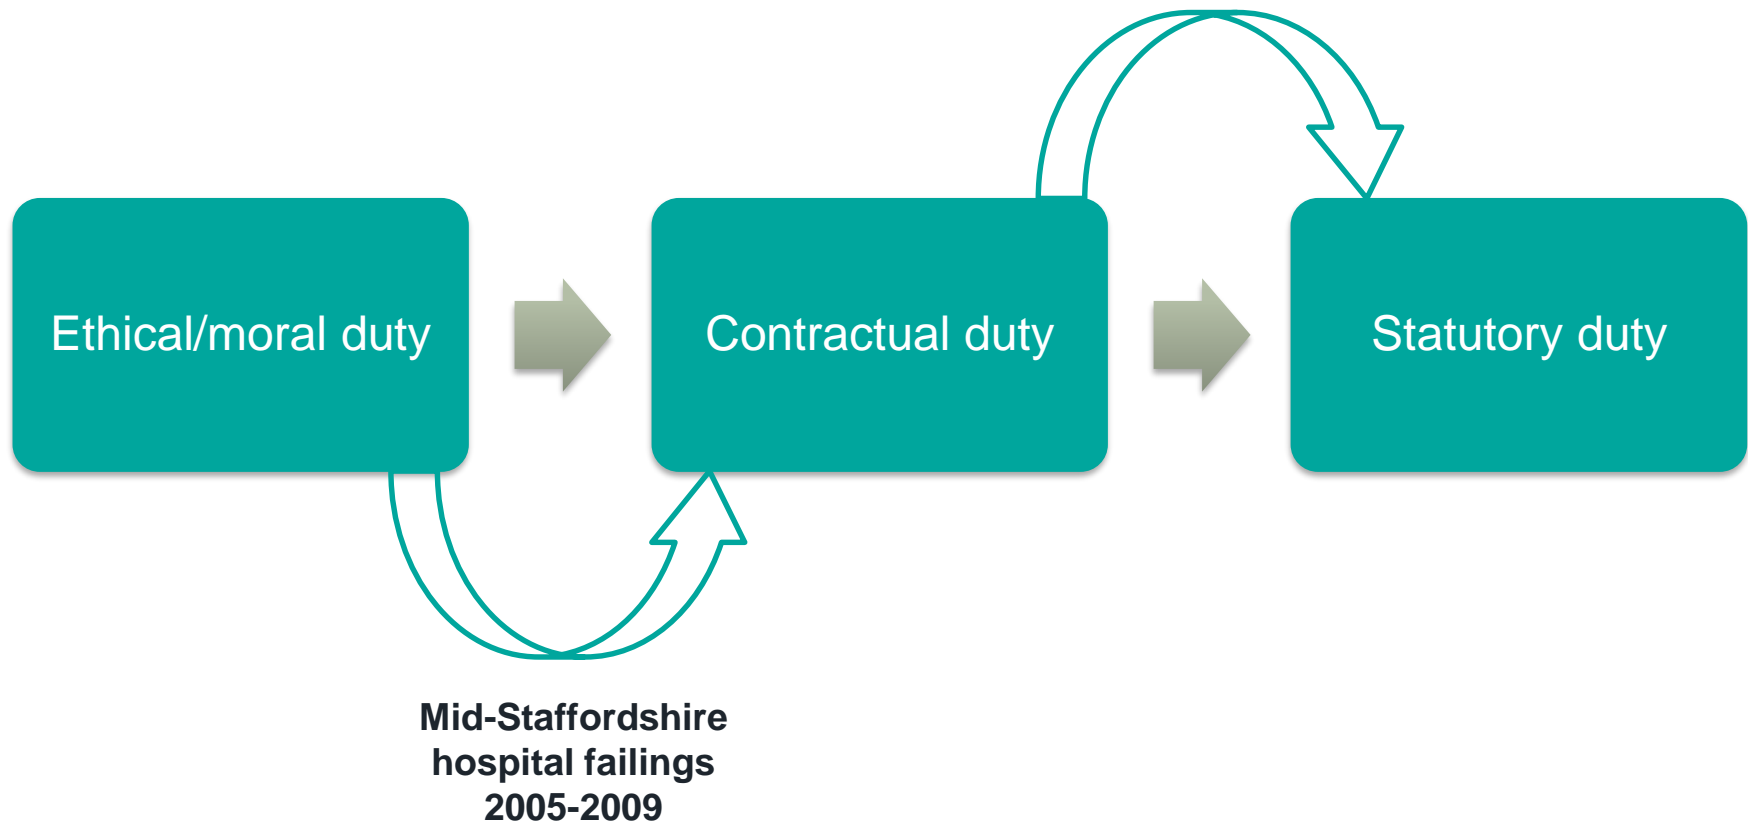 Ethical/moral duty
Contractual duty
Statutory duty
Mid-Staffordshire
hospital failings
2005-2009